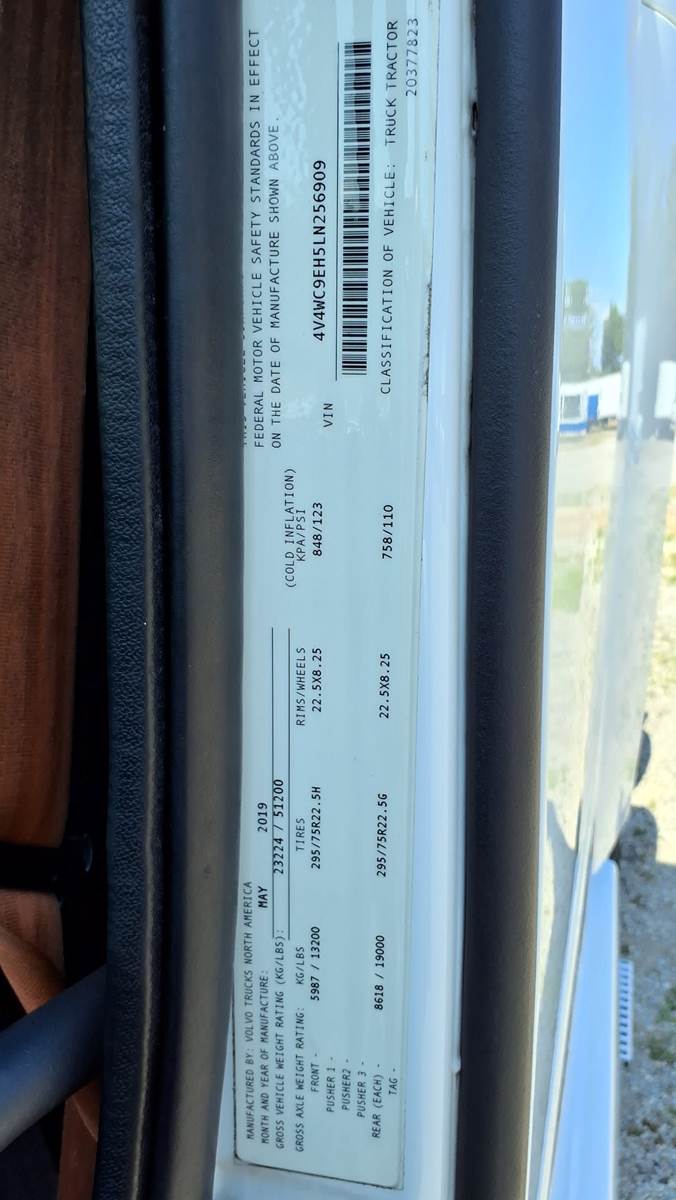 MANUFACTURED BY: VOLVO TRUCKS NORTH AMERICA
MONTH AND YEAR OF MANUFACTURE: MAY 2019
GROSS VEHICLE WEIGHT RATING (KG/LBS): 23224 / 51200
GROSS AXLE WEIGHT RATING: KG/LBS TIRES RIMS/WHEELS (COLD INFLATION) KPA/PSI
FRONT - 5987 / 13200 295/75R22.5H 22.5X8.25 848/123
PUSHER 1 -
PUSHER2 -
PUSHER 3 -
REAR (EACH) - 8618 / 19000 295/75R22.5G 22.5X8.25 758/110
TAG -
FEDERAL MOTOR VEHICLE SAFETY STANDARDS IN EFFECT
ON THE DATE OF MANUFACTURE SHOWN ABOVE.
VIN 4V4WC9EH5LN256909
CLASSIFICATION OF VEHICLE: TRUCK TRACTOR
20377823